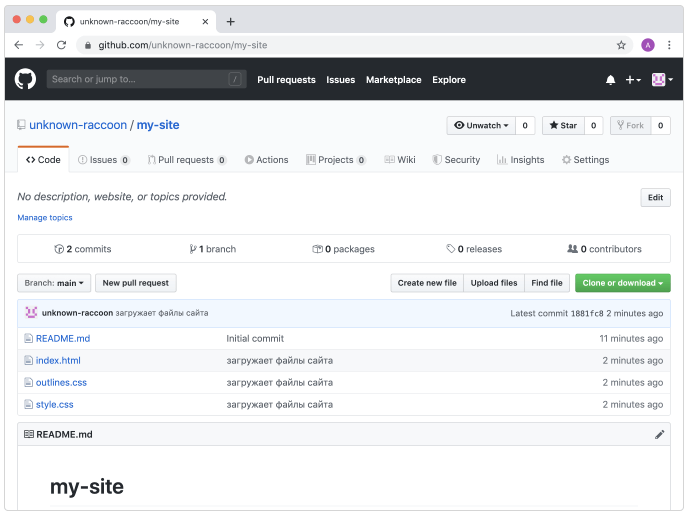 unknown-raccoon/my-site
github.com/unknown-raccoon/my-site
A
Search or jump to... / Pull requests Issues Marketplace Explore
unknown-raccoon / my-site Unwatch 0 Star 0 Fork 0
Code Issues 0 Pull requests 0 Actions Projects 0 Wiki Security Insights Settings
No description, website, or topics provided. Edit
Manage topics
2 commits 1 branch 0 packages 0 releases 0 contributors
Branch: main New pull request Create new file Upload files Find file Clone or download
unknown-raccoon загружает файлы сайта Latest commit 1881fc8 2 minutes ago
README.md Initial commit 11 minutes ago
index.html загружает файлы сайта 2 minutes ago
outlines.css загружает файлы сайта 2 minutes ago
style.css загружает файлы сайта 2 minutes ago
README.md
my-site